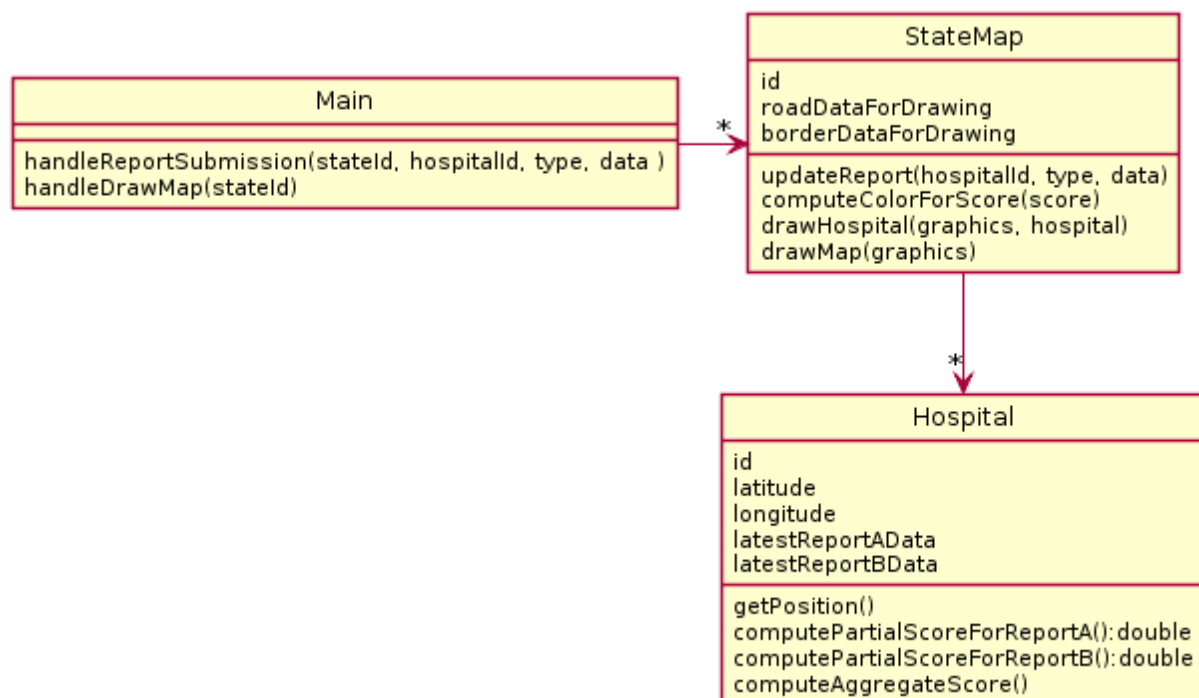 Main
handleReportSubmission(stateId, hospitalId, type, data )
handleDrawMap(stateId)
*
StateMap
id
roadDataForDrawing
borderDataForDrawing
updateReport(hospitalId, type, data)
computeColorForScore(score)
drawHospital(graphics, hospital)
drawMap(graphics)
*
Hospital
id
latitude
longitude
latestReportAData
latestReportBData
getPosition()
computePartialScoreForReportA():double
computePartialScoreForReportB():double
computeAggregateScore()